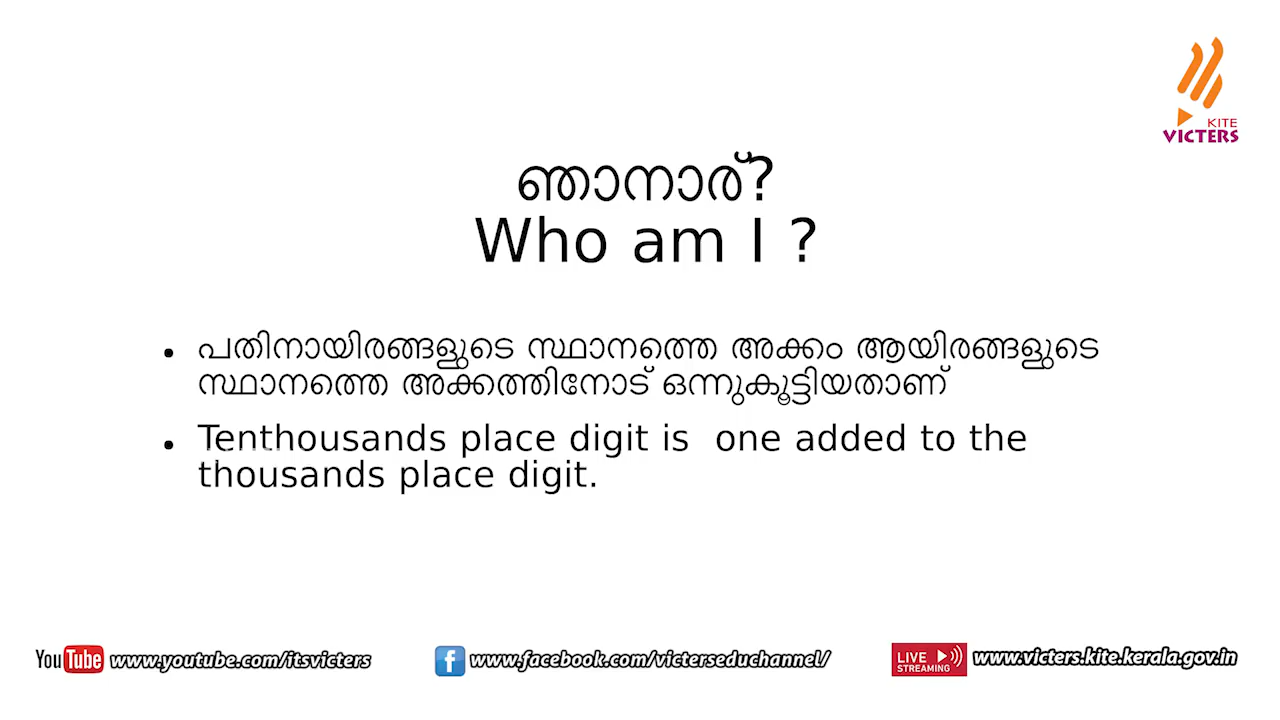 KITE
VICTERS
ഞാനാര്?
Who am I ?
• പതിനായിരങ്ങളുടെ സ്ഥാനത്തെ അക്കം ആയിരങ്ങളുടെ
സ്ഥാനത്തെ അക്കത്തിനോട് ഒന്നുകൂട്ടിയതാണ്
• Tenthousands place digit is  one added to the
thousands place digit.
YouTube www.youtube.com/itsvicters
f www.facebook.com/victerseduchannel/
LIVE STREAMING www.victers.kite.kerala.gov.in